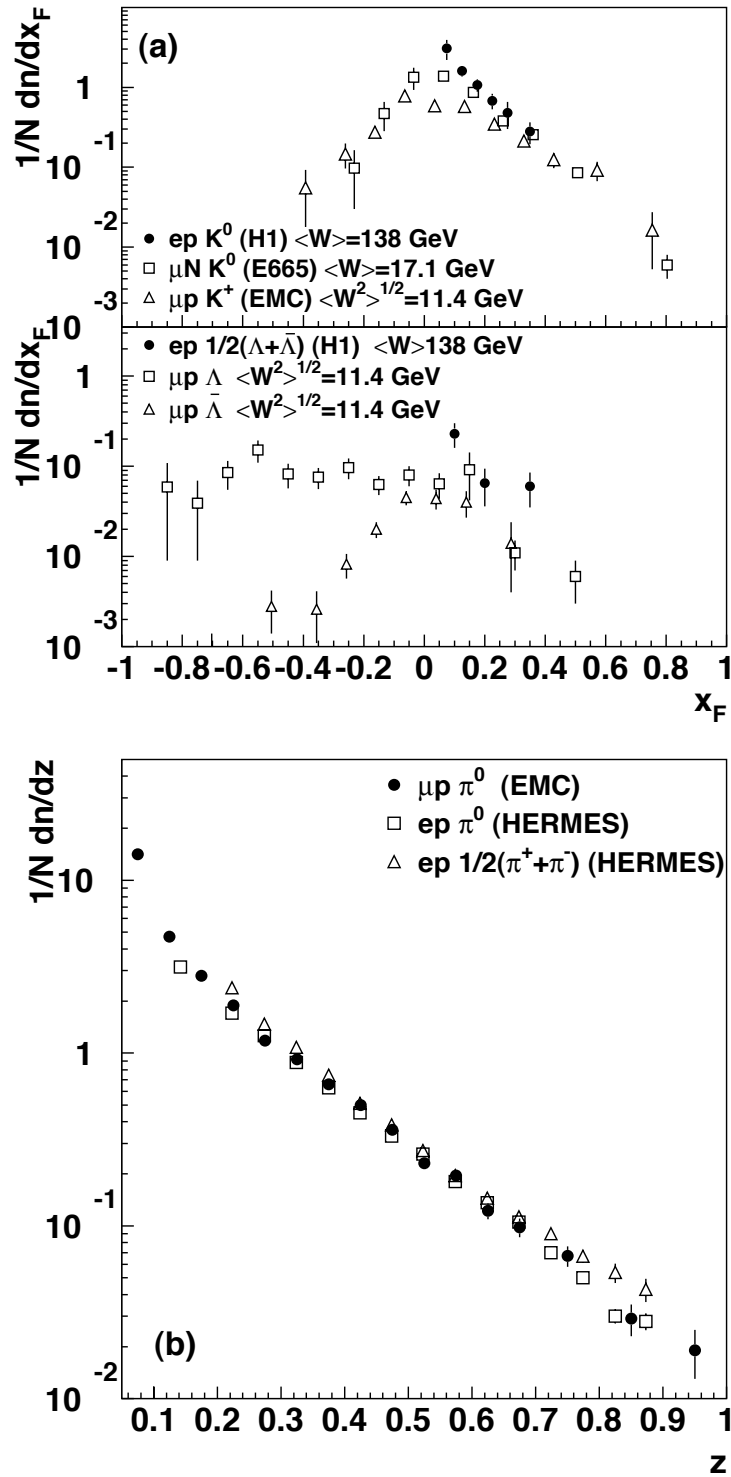 (a)
1/N dn/dx_F
1
10^-1
10^-2
10^-3
ep K^0 (H1) <W>=138 GeV
μN K^0 (E665) <W>=17.1 GeV
μp K^+ (EMC) <W^2>^1/2=11.4 GeV
10
1/N dn/dx_F
ep 1/2(Λ+Λ̄) (H1) <W>138 GeV
μp Λ <W^2>^1/2=11.4 GeV
μp Λ̄ <W^2>^1/2=11.4 GeV
1
10^-1
10^-2
10^-3
-1 -0.8 -0.6 -0.4 -0.2 0 0.2 0.4 0.6 0.8 1
x_F
1/N dn/dz
μp π^0 (EMC)
ep π^0 (HERMES)
ep 1/2(π^++π^-) (HERMES)
10
1
10^-1
10^-2
(b)
0.1 0.2 0.3 0.4 0.5 0.6 0.7 0.8 0.9 1
z